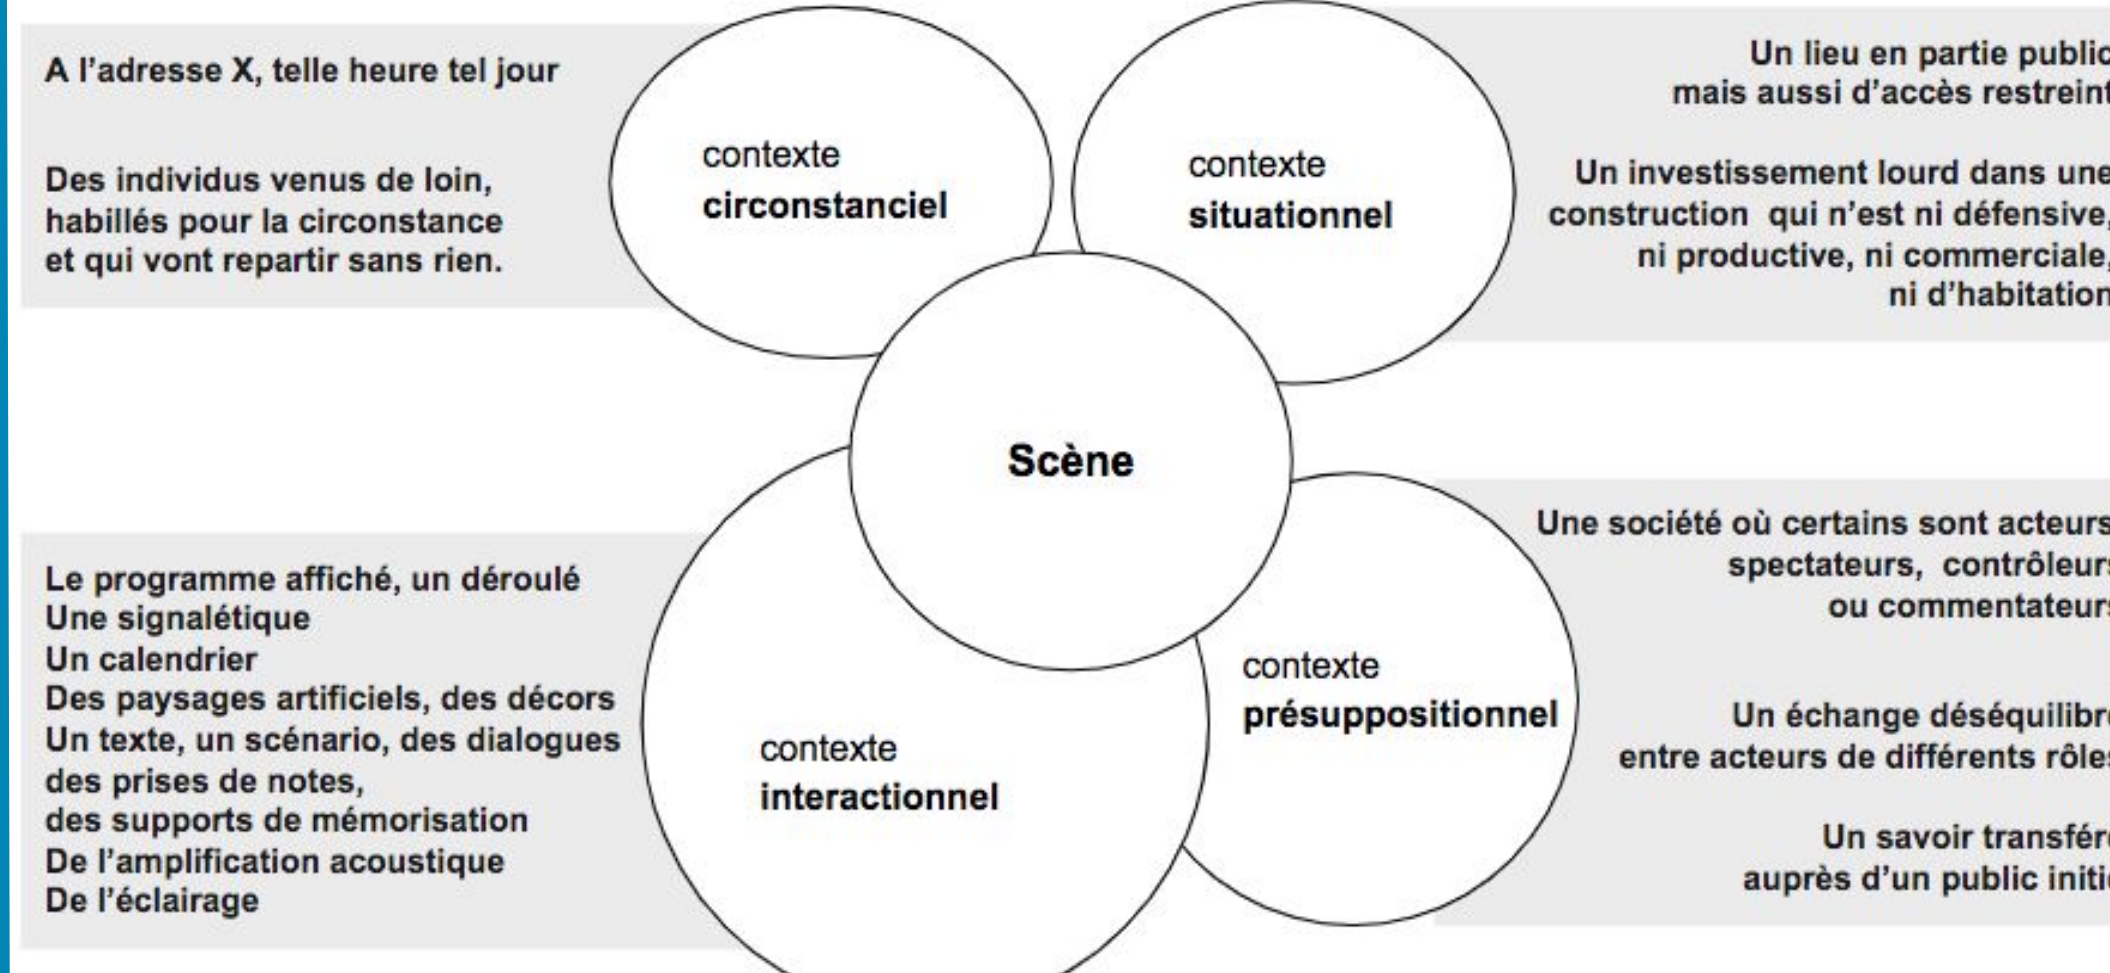 A l'adresse X, telle heure tel jour
Des individus venus de loin,
habillés pour la circonstance
et qui vont repartir sans rien.
contexte
circonstanciel
contexte
situationnel
Un lieu en partie public
mais aussi d'accès restreint
Un investissement lourd dans une
construction qui n'est ni défensive,
ni productive, ni commerciale,
ni d'habitation
Scène
Le programme affiché, un déroulé
Une signalétique
Un calendrier
Des paysages artificiels, des décors
Un texte, un scénario, des dialogues
des prises de notes,
des supports de mémorisation
De l'amplification acoustique
De l'éclairage
contexte
interactionnel
contexte
présuppositionnel
Une société où certains sont acteurs
spectateurs, contrôleurs
ou commentateurs
Un échange déséquilibré
entre acteurs de différents rôles
Un savoir transféré
auprès d'un public initié